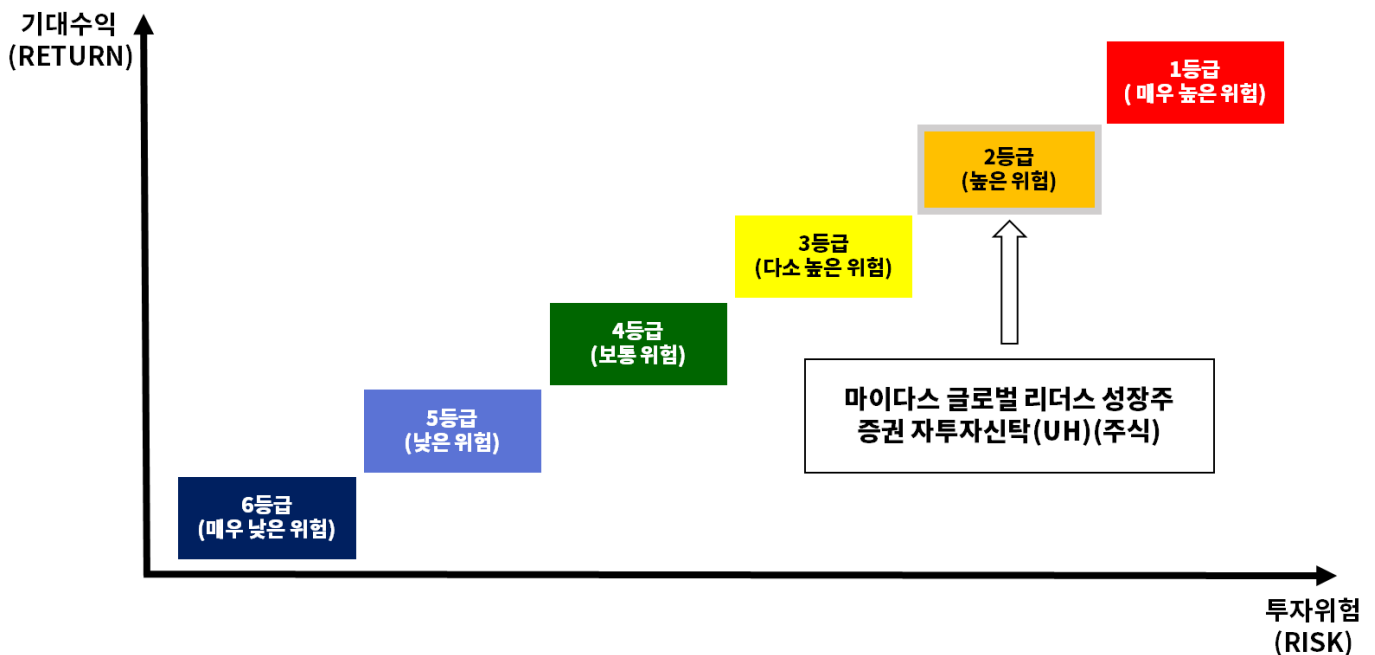 기대수익
(RETURN)
1등급
( 매우 높은 위험)
2등급
(높은 위험)
3등급
(다소 높은 위험)
4등급
(보통 위험)
마이다스 글로벌 리더스 성장주
증권 자투자신탁(UH)(주식)
5등급
(낮은 위험)
6등급
(매우 낮은 위험)
투자위험
(RISK)